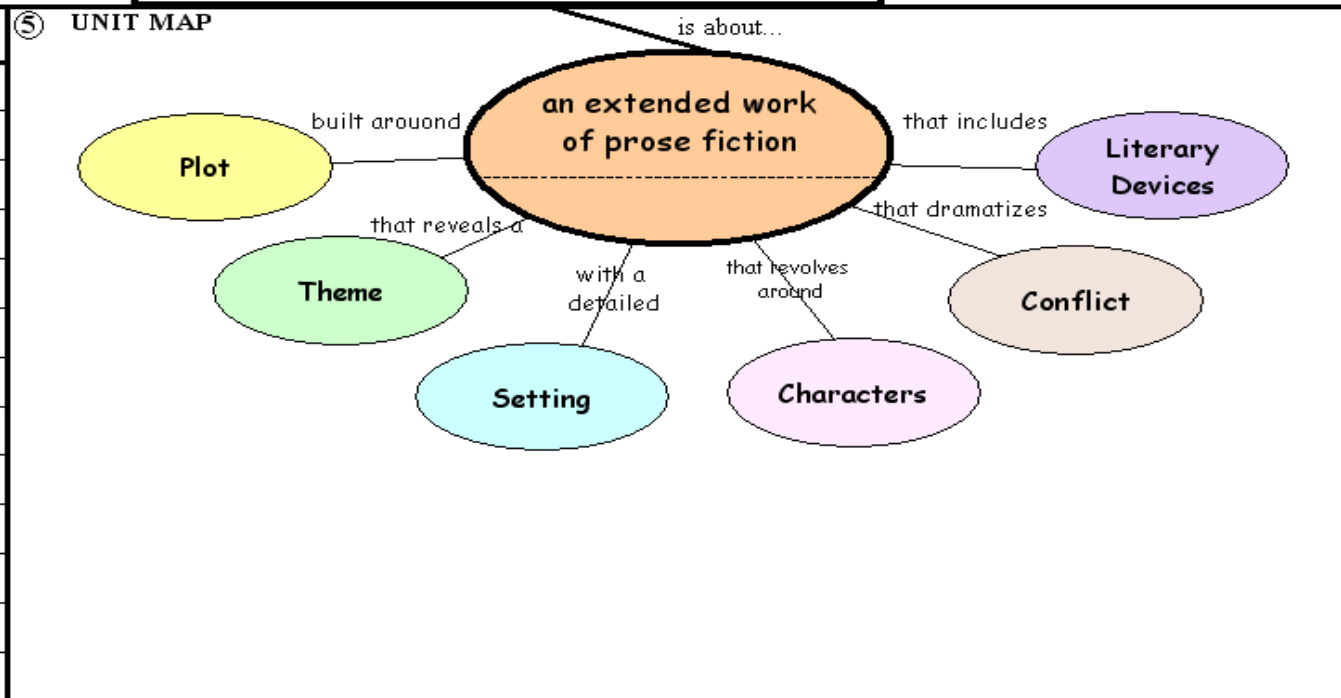 ⑤ UNIT MAP
is about...
an extended work
of prose fiction
built arouond
Plot
that reveals a
Theme
with a
detailed
Setting
that revolves
around
Characters
that dramatizes
Conflict
that includes
Literary
Devices